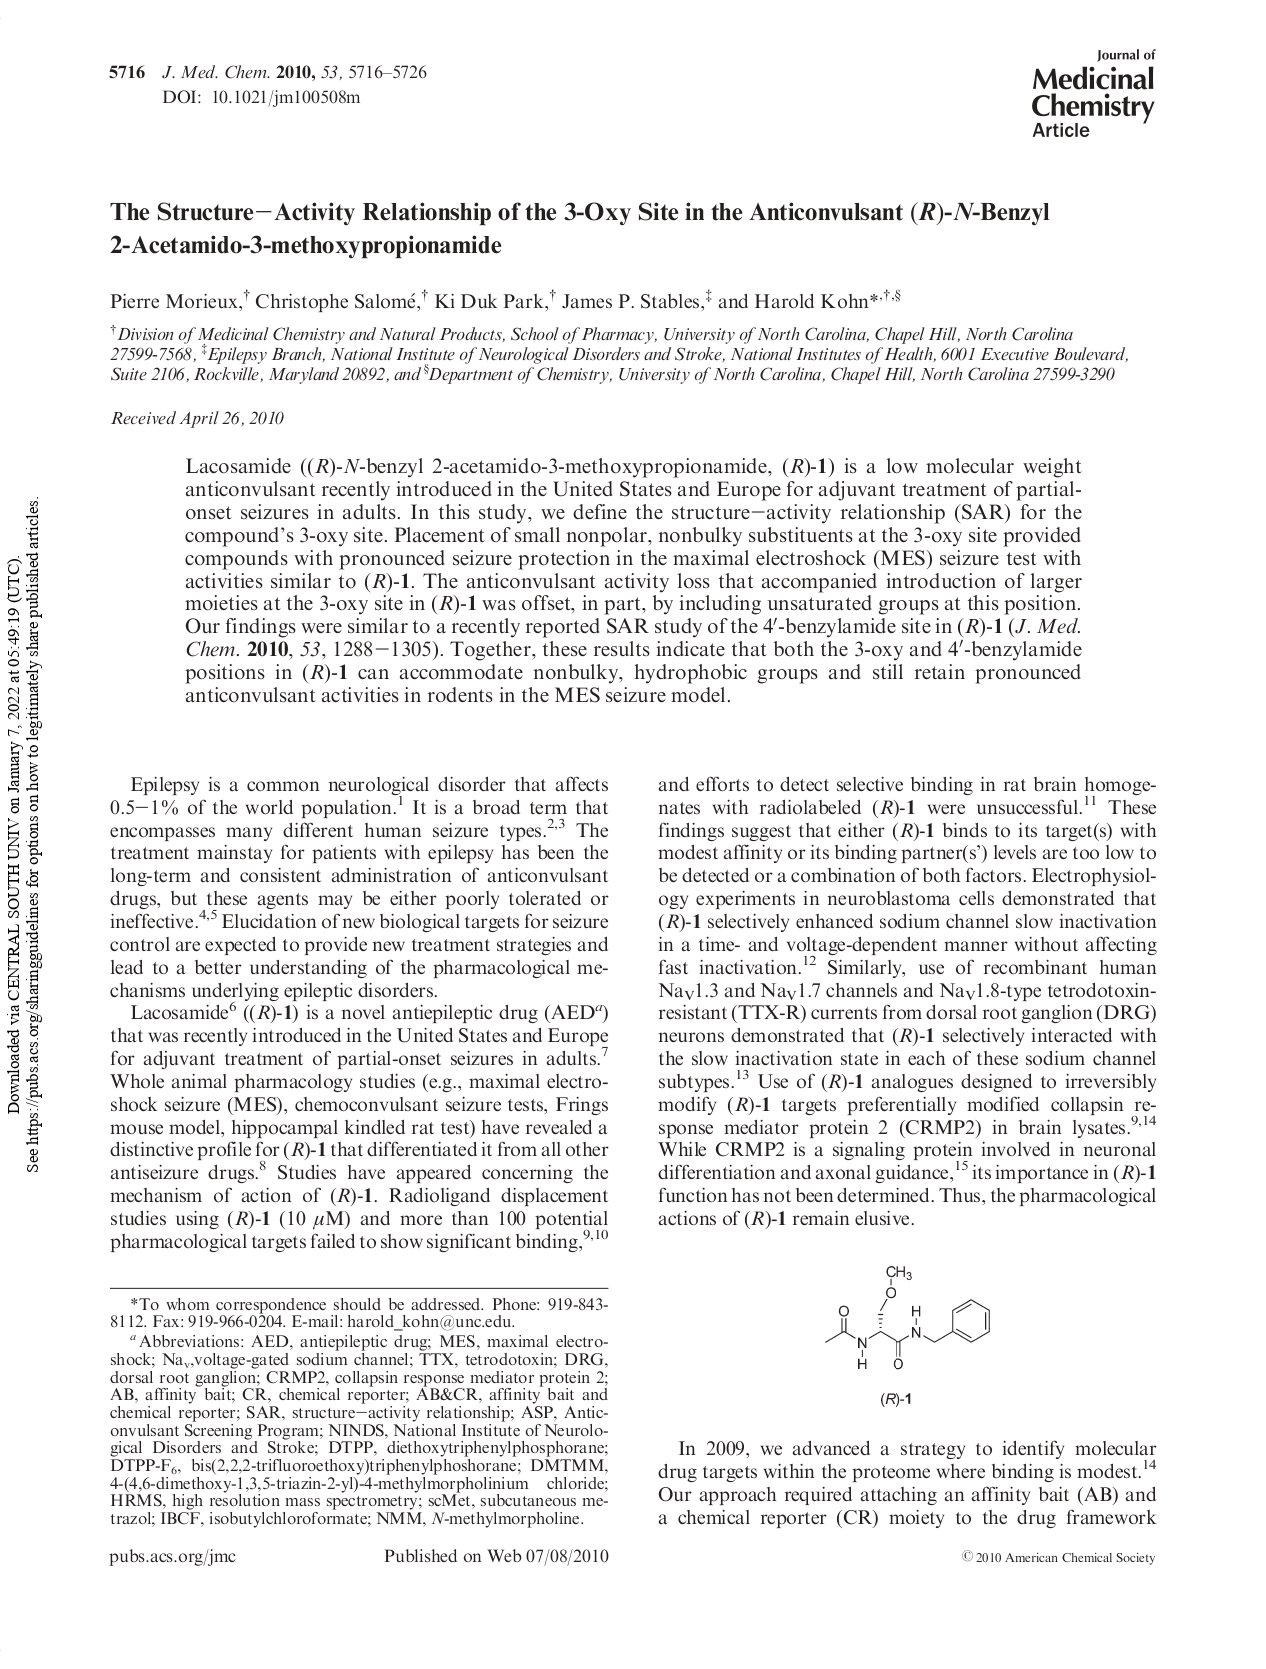 5716 J. Med. Chem. 2010, 53, 5716–5726
DOI: 10.1021/jm100508m
Journal of
Medicinal
Chemistry
Article
The Structure−Activity Relationship of the 3-Oxy Site in the Anticonvulsant (R)-N-Benzyl
2-Acetamido-3-methoxypropionamide
Pierre Morieux,† Christophe Salomé,† Ki Duk Park,† James P. Stables,‡ and Harold Kohn*,†,§
†Division of Medicinal Chemistry and Natural Products, School of Pharmacy, University of North Carolina, Chapel Hill, North Carolina
27599-7568, ‡Epilepsy Branch, National Institute of Neurological Disorders and Stroke, National Institutes of Health, 6001 Executive Boulevard,
Suite 2106, Rockville, Maryland 20892, and §Department of Chemistry, University of North Carolina, Chapel Hill, North Carolina 27599-3290
Received April 26, 2010
Lacosamide ((R)-N-benzyl 2-acetamido-3-methoxypropionamide, (R)-1) is a low molecular weight
anticonvulsant recently introduced in the United States and Europe for adjuvant treatment of partial-
onset seizures in adults. In this study, we define the structure−activity relationship (SAR) for the
compound's 3-oxy site. Placement of small nonpolar, nonbulky substituents at the 3-oxy site provided
compounds with pronounced seizure protection in the maximal electroshock (MES) seizure test with
activities similar to (R)-1. The anticonvulsant activity loss that accompanied introduction of larger
moieties at the 3-oxy site in (R)-1 was offset, in part, by including unsaturated groups at this position.
Our findings were similar to a recently reported SAR study of the 4′-benzylamide site in (R)-1 (J. Med.
Chem. 2010, 53, 1288−1305). Together, these results indicate that both the 3-oxy and 4′-benzylamide
positions in (R)-1 can accommodate nonbulky, hydrophobic groups and still retain pronounced
anticonvulsant activities in rodents in the MES seizure model.
Epilepsy is a common neurological disorder that affects
0.5−1% of the world population.1 It is a broad term that
encompasses many different human seizure types.2,3 The
treatment mainstay for patients with epilepsy has been the
long-term and consistent administration of anticonvulsant
drugs, but these agents may be either poorly tolerated or
ineffective.4,5 Elucidation of new biological targets for seizure
control are expected to provide new treatment strategies and
lead to a better understanding of the pharmacological me-
chanisms underlying epileptic disorders.
Lacosamide6 ((R)-1) is a novel antiepileptic drug (AEDa)
that was recently introduced in the United States and Europe
for adjuvant treatment of partial-onset seizures in adults.7
Whole animal pharmacology studies (e.g., maximal electro-
shock seizure (MES), chemoconvulsant seizure tests, Frings
mouse model, hippocampal kindled rat test) have revealed a
distinctive profile for (R)-1 that differentiated it from all other
antiseizure drugs.8 Studies have appeared concerning the
mechanism of action of (R)-1. Radioligand displacement
studies using (R)-1 (10 μM) and more than 100 potential
pharmacological targets failed to show significant binding,9,10
*To whom correspondence should be addressed. Phone: 919-843-
8112. Fax: 919-966-0204. E-mail: harold_kohn@unc.edu.
aAbbreviations: AED, antiepileptic drug; MES, maximal electro-
shock; Nav,voltage-gated sodium channel; TTX, tetrodotoxin; DRG,
dorsal root ganglion; CRMP2, collapsin response mediator protein 2;
AB, affinity bait; CR, chemical reporter; AB&CR, affinity bait and
chemical reporter; SAR, structure−activity relationship; ASP, Antic-
onvulsant Screening Program; NINDS, National Institute of Neurolo-
gical Disorders and Stroke; DTPP, diethoxytriphenylphosphorane;
DTPP-F6, bis(2,2,2-trifluoroethoxy)triphenylphoshorane; DMTMM,
4-(4,6-dimethoxy-1,3,5-triazin-2-yl)-4-methylmorpholinium chloride;
HRMS, high resolution mass spectrometry; scMet, subcutaneous me-
trazol; IBCF, isobutylchloroformate; NMM, N-methylmorpholine.
and efforts to detect selective binding in rat brain homoge-
nates with radiolabeled (R)-1 were unsuccessful.11 These
findings suggest that either (R)-1 binds to its target(s) with
modest affinity or its binding partner(s') levels are too low to
be detected or a combination of both factors. Electrophysiol-
ogy experiments in neuroblastoma cells demonstrated that
(R)-1 selectively enhanced sodium channel slow inactivation
in a time- and voltage-dependent manner without affecting
fast inactivation.12 Similarly, use of recombinant human
NaV1.3 and NaV1.7 channels and NaV1.8-type tetrodotoxin-
resistant (TTX-R) currents from dorsal root ganglion (DRG)
neurons demonstrated that (R)-1 selectively interacted with
the slow inactivation state in each of these sodium channel
subtypes.13 Use of (R)-1 analogues designed to irreversibly
modify (R)-1 targets preferentially modified collapsin re-
sponse mediator protein 2 (CRMP2) in brain lysates.9,14
While CRMP2 is a signaling protein involved in neuronal
differentiation and axonal guidance,15 its importance in (R)-1
function has not been determined. Thus, the pharmacological
actions of (R)-1 remain elusive.
CH3
O
O
H
N
N
H
O
(R)-1
In 2009, we advanced a strategy to identify molecular
drug targets within the proteome where binding is modest.14
Our approach required attaching an affinity bait (AB) and
a chemical reporter (CR) moiety to the drug framework
pubs.acs.org/jmc
Published on Web 07/08/2010
© 2010 American Chemical Society
Downloaded via CENTRAL SOUTH UNIV on January 7, 2022 at 05:49:19 (UTC).
See https://pubs.acs.org/sharingguidelines for options on how to legitimately share published articles.